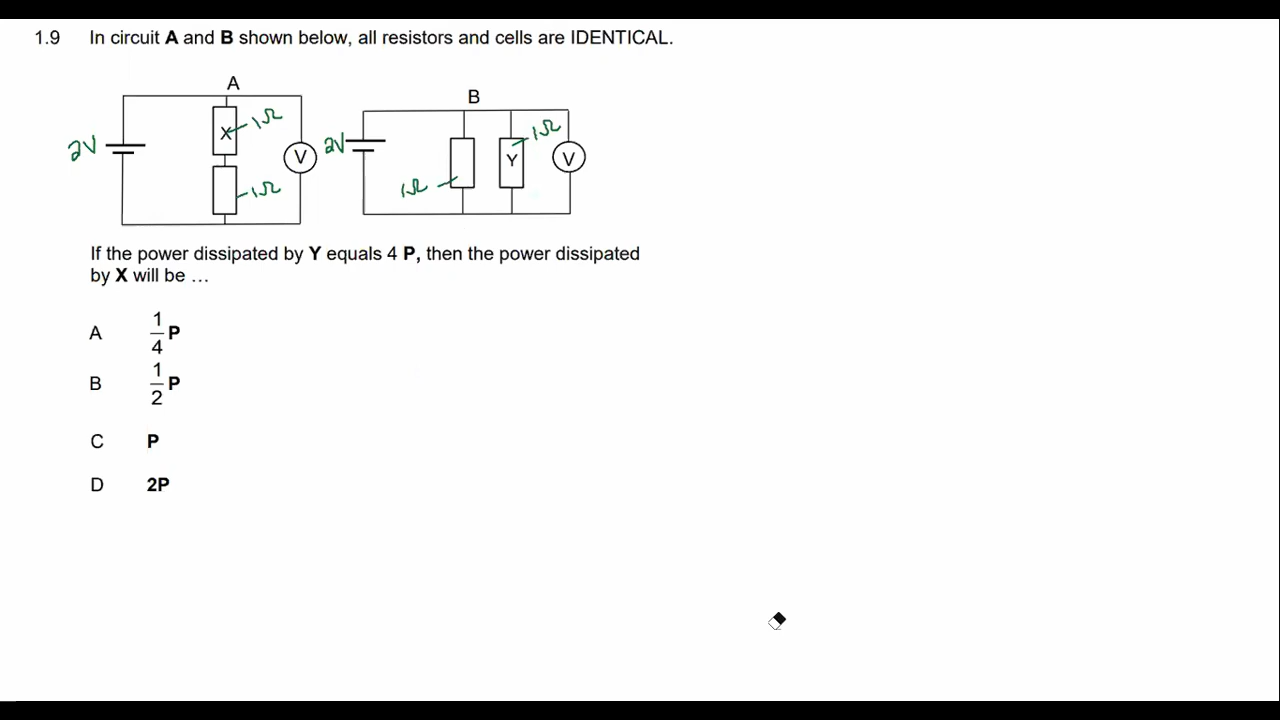 1.9 In circuit A and B shown below, all resistors and cells are IDENTICAL.
A
B
2V
X
1Ω
1Ω
V
2V
1Ω
Y
1Ω
V
If the power dissipated by Y equals 4 P, then the power dissipated
by X will be …
A 1/4 P
B 1/2 P
C P
D 2P